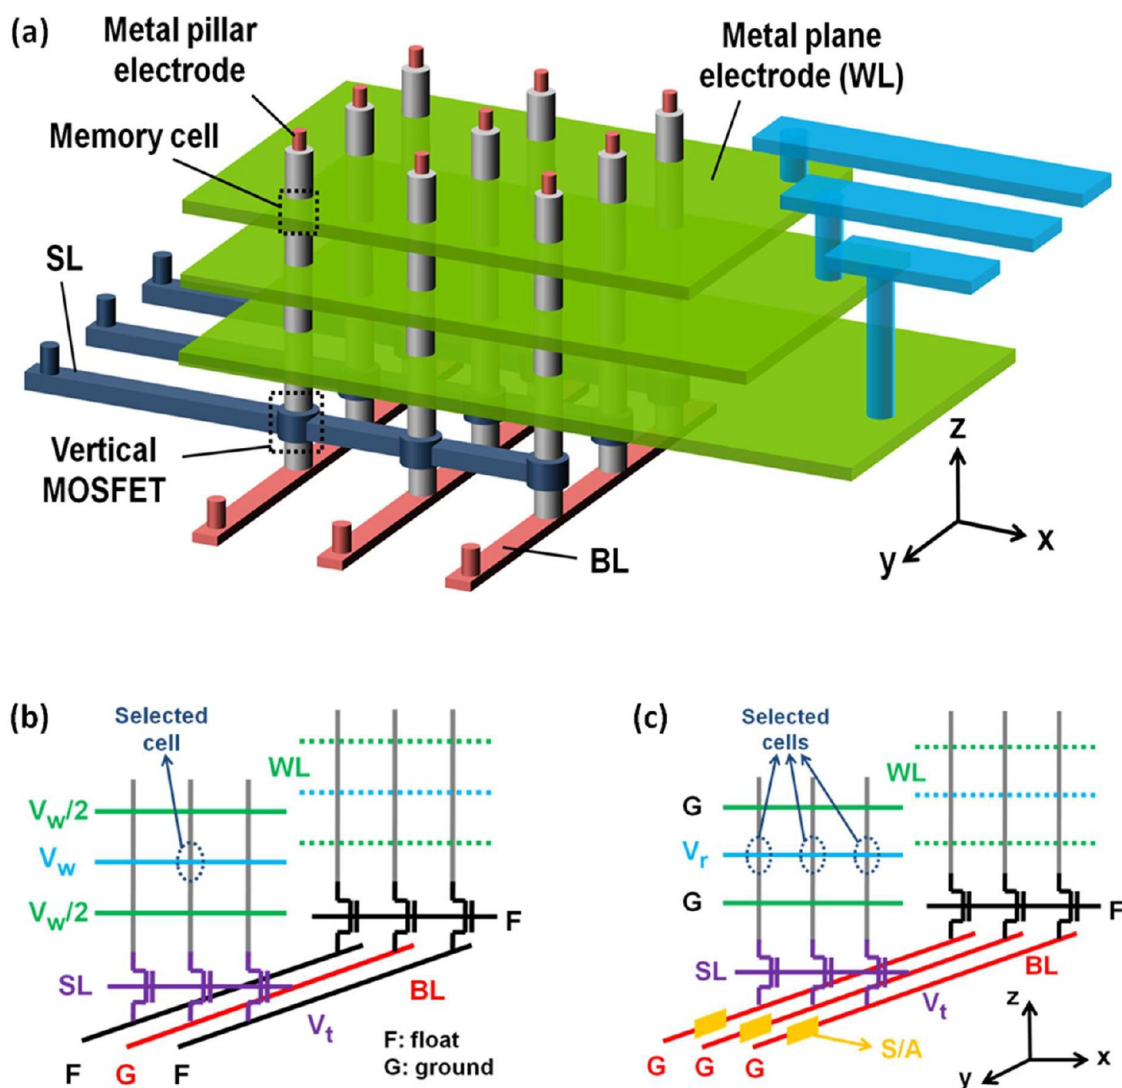 (a)
Metal pillar
electrode
Metal plane
electrode (WL)
Memory cell
SL
Vertical
MOSFET
BL
z
x
y
(b)
Selected
cell
WL
Vw/2
Vw
Vw/2
F
SL
BL
Vt
F G F
F: float
G: ground
(c)
Selected
cells
WL
G
Vr
G
F
SL
BL
Vt
G G G
S/A
z
x
y